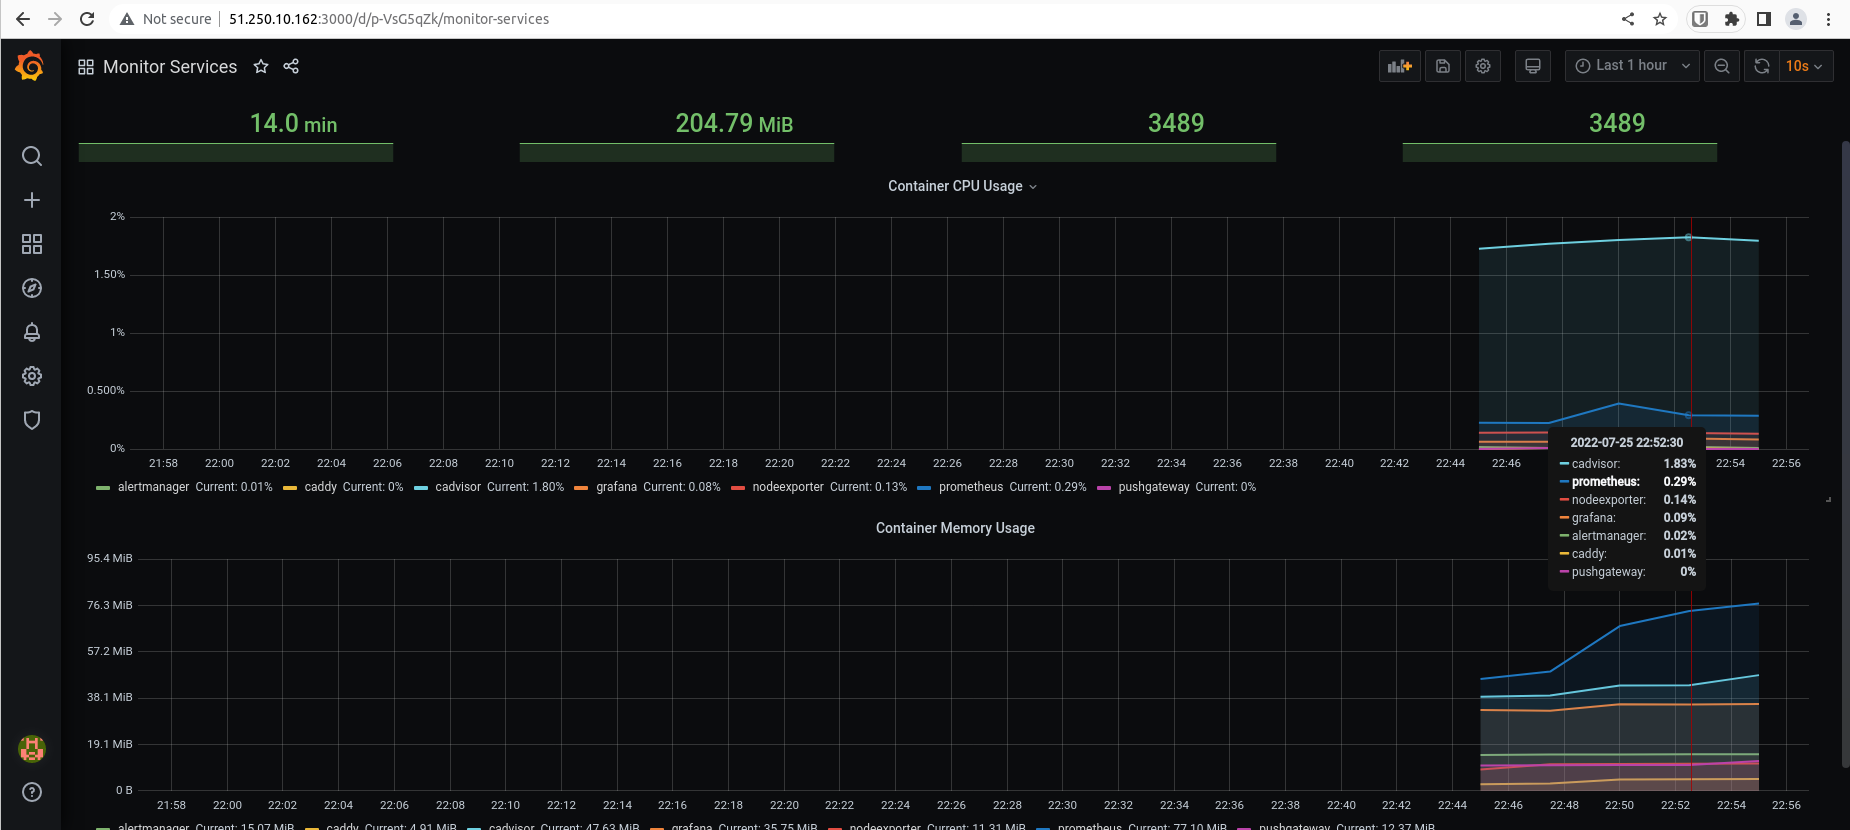 Not secure 51.250.10.162:3000/d/p-VsG5qZk/monitor-services
Monitor Services Last 1 hour 10s
14.0 min 204.79 MiB 3489 3489
Container CPU Usage
2%
1.50%
1%
0.500%
0%
21:58 22:00 22:02 22:04 22:06 22:08 22:10 22:12 22:14 22:16 22:18 22:20 22:22 22:24 22:26 22:28 22:30 22:32 22:34 22:36 22:38 22:40 22:42 22:44 22:46 22:54 22:56
alertmanager Current: 0.01% caddy Current: 0% cadvisor Current: 1.80% grafana Current: 0.08% nodeexporter Current: 0.13% prometheus Current: 0.29% pushgateway Current: 0%
2022-07-25 22:52:30
cadvisor: 1.83%
prometheus: 0.29%
nodeexporter: 0.14%
grafana: 0.09%
alertmanager: 0.02%
caddy: 0.01%
pushgateway: 0%
Container Memory Usage
95.4 MiB
76.3 MiB
57.2 MiB
38.1 MiB
19.1 MiB
0 B
21:58 22:00 22:02 22:04 22:06 22:08 22:10 22:12 22:14 22:16 22:18 22:20 22:22 22:24 22:26 22:28 22:30 22:32 22:34 22:36 22:38 22:40 22:42 22:44 22:46 22:48 22:50 22:52 22:54 22:56
alertmanager Current: 15.07 MiB caddy Current: 4.91 MiB cadvisor Current: 47.63 MiB grafana Current: 35.75 MiB nodeexporter Current: 11.31 MiB prometheus Current: 77.10 MiB pushgateway Current: 12.37 MiB